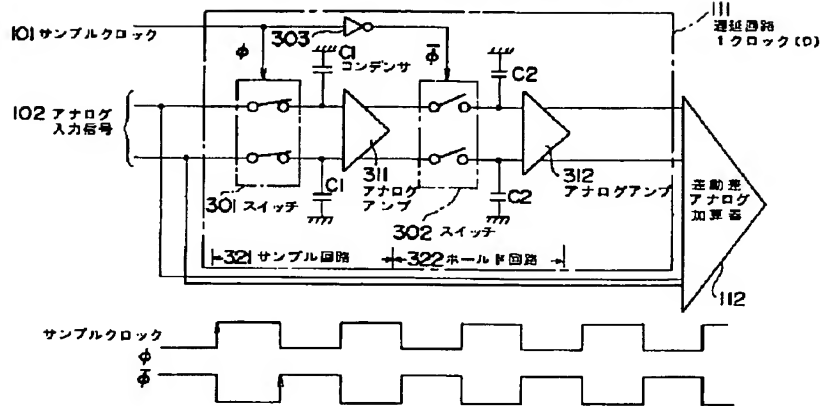 101 サンプルクロック
303
111
遅延回路
1クロック(D)
φ
C1
コンデンサ
φ̅
C2
102 アナログ
入力信号
C1
311
アナログ
アンプ
C2
312
アナログアンプ
差動差
アナログ
加算器
301 スイッチ
302 スイッチ
321 サンプル回路
322 ホールド回路
112
サンプルクロック
φ
φ̅